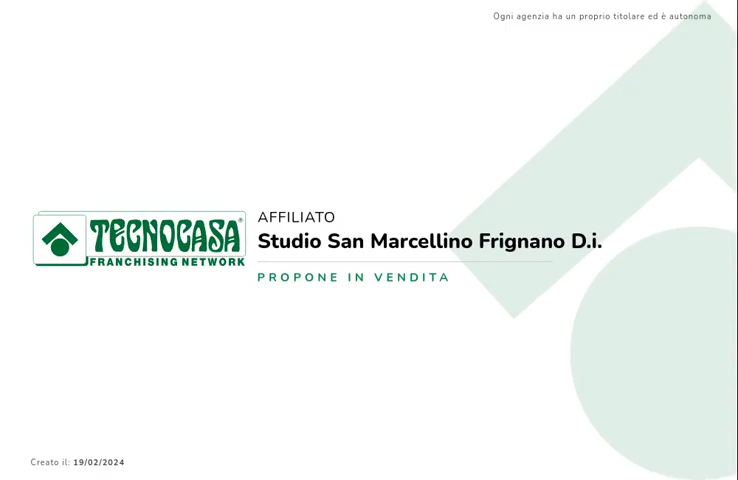 Ogni agenzia ha un proprio titolare ed è autonoma
TECNOCASA®
FRANCHISING NETWORK
AFFILIATO
Studio San Marcellino Frignano D.i.
PROPONE IN VENDITA
Creato il: 19/02/2024